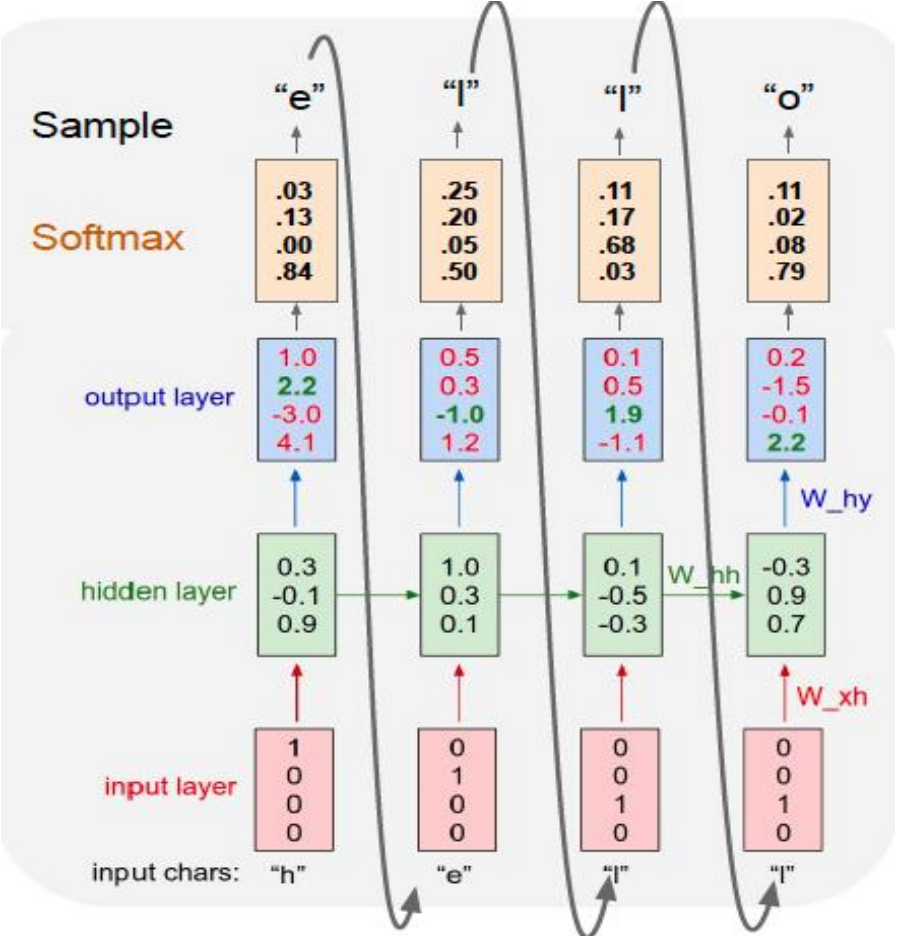 “e” “l” “l” “o”
Sample
.03 .25 .11 .11
.13 .20 .17 .02
Softmax
.00 .05 .68 .08
.84 .50 .03 .79
1.0 0.5 0.1 0.2
2.2 0.3 0.5 -1.5
output layer
-3.0 -1.0 1.9 -0.1
4.1 1.2 -1.1 2.2
W_hy
0.3 1.0 0.1 -0.3
W_hh
hidden layer
-0.1 0.3 -0.5 0.9
0.9 0.1 -0.3 0.7
W_xh
1 0 0 0
0 1 0 0
input layer
0 0 1 1
0 0 0 0
input chars: “h” “e” “l” “l”